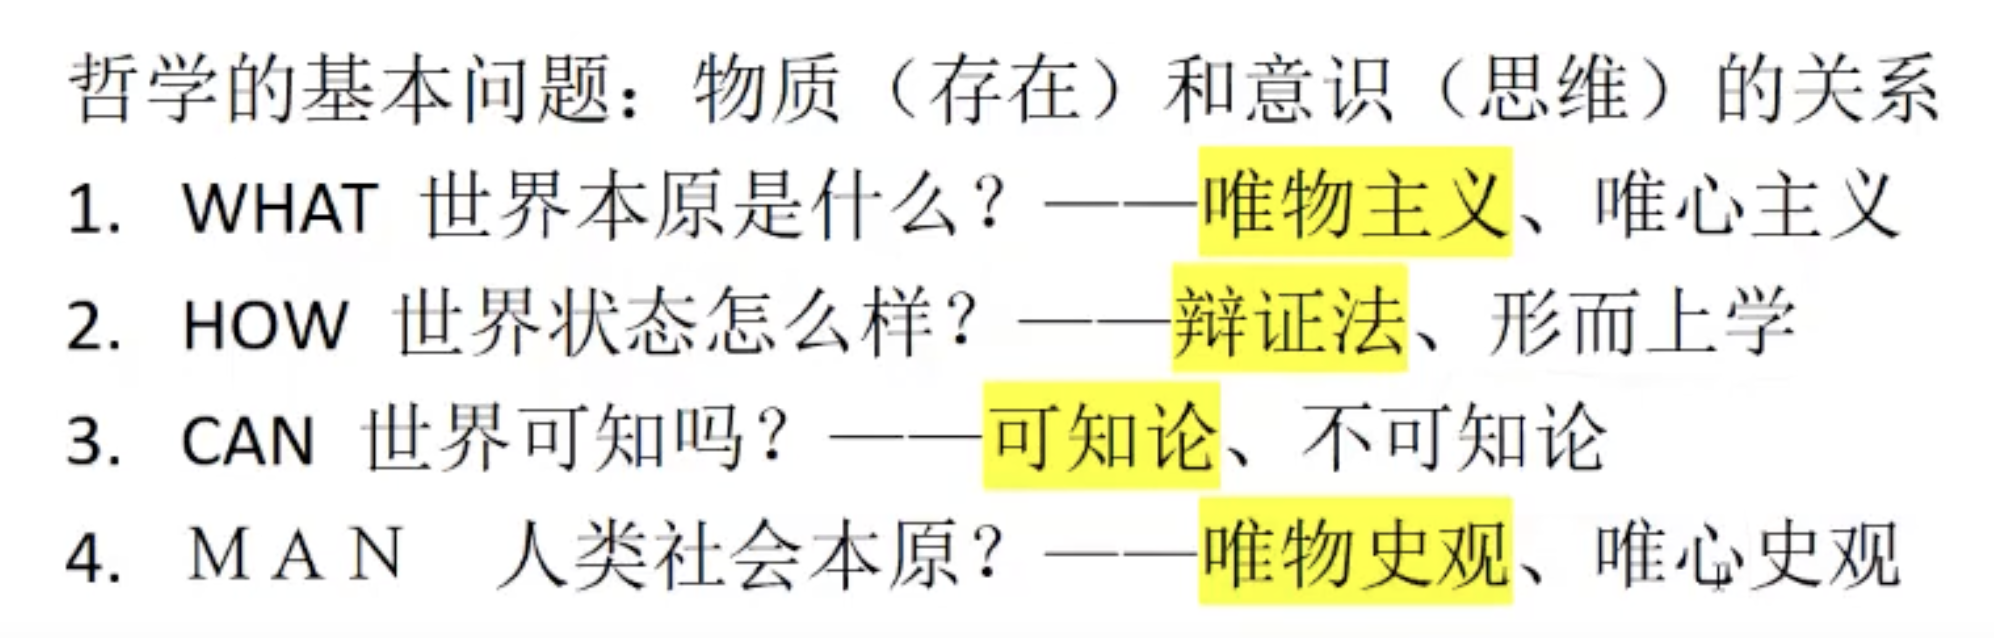 哲学的基本问题：物质（存在）和意识（思维）的关系
1. WHAT 世界本原是什么？——唯物主义、唯心主义
2. HOW 世界状态怎么样？——辩证法、形而上学
3. CAN 世界可知吗？——可知论、不可知论
4. ＭＡＮ 人类社会本原？——唯物史观、唯心史观